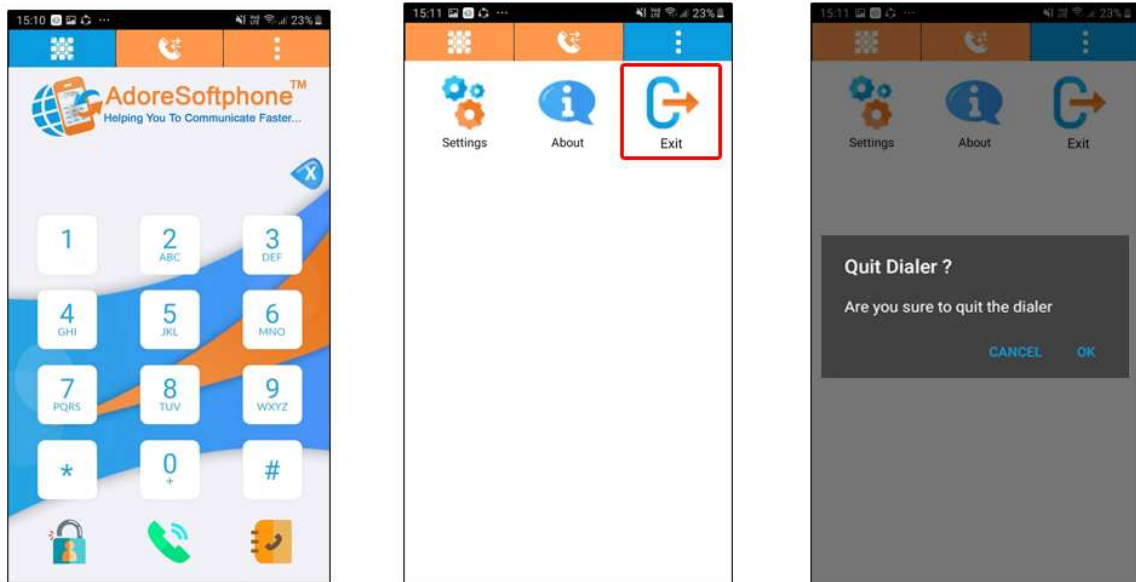 15:10 23%
AdoreSoftphone™
Helping You To Communicate Faster...
X
1 2 3
ABC DEF
4 5 6
GHI JKL MNO
7 8 9
PQRS TUV WXYZ
* 0 #
+
15:11 23%
Settings About Exit
15:11 23%
Settings About Exit
Quit Dialer ?
Are you sure to quit the dialer
CANCEL OK